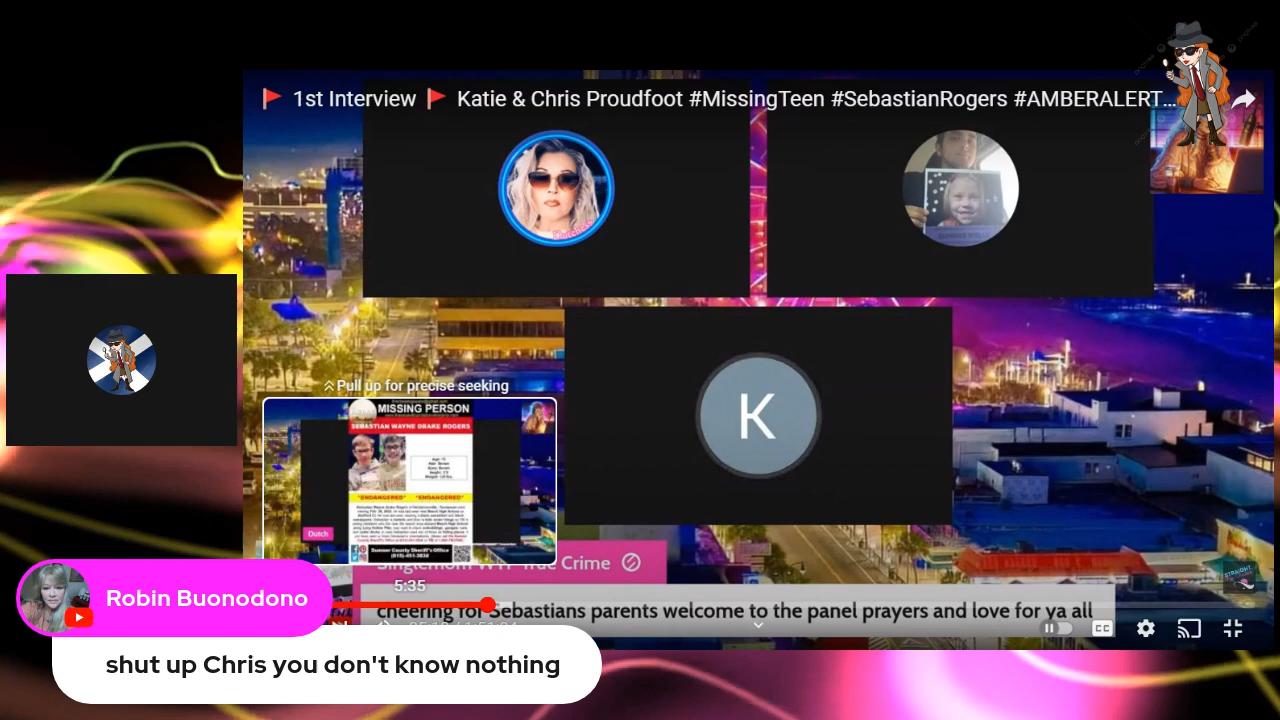 1st Interview Katie & Chris Proudfoot #MissingTeen #SebastianRogers #AMBERALERT...
K
Pull up for precise seeking
MISSING PERSON
SEBASTIAN WAYNE DRAKE ROGERS
"ENDANGERED" "ENDANGERED"
Dutch
Sumner County Sheriff's Office
True Crime
5:35
cheering for Sebastians parents welcome to the panel prayers and love for ya all
CC
STRAIGHT
Robin Buonodono
shut up Chris you don't know nothing